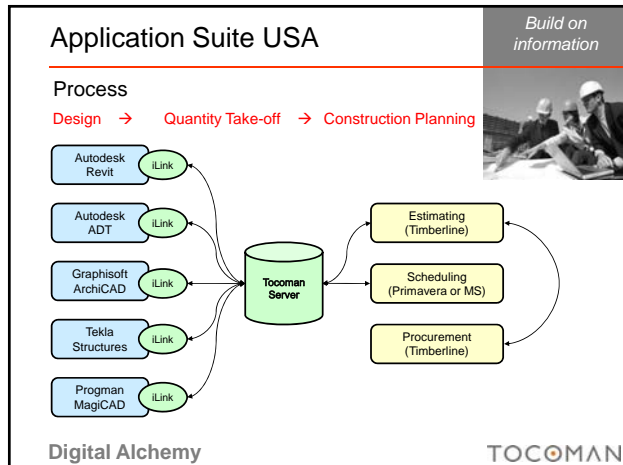 Application Suite USA
Build on
information
Process
Design → Quantity Take-off → Construction Planning
Autodesk
Revit
iLink
Autodesk
ADT
iLink
Graphisoft
ArchiCAD
iLink
Tekla
Structures
iLink
Progman
MagiCAD
iLink
Tocoman
Server
Estimating
(Timberline)
Scheduling
(Primavera or MS)
Procurement
(Timberline)
Digital Alchemy
TOCOMAN